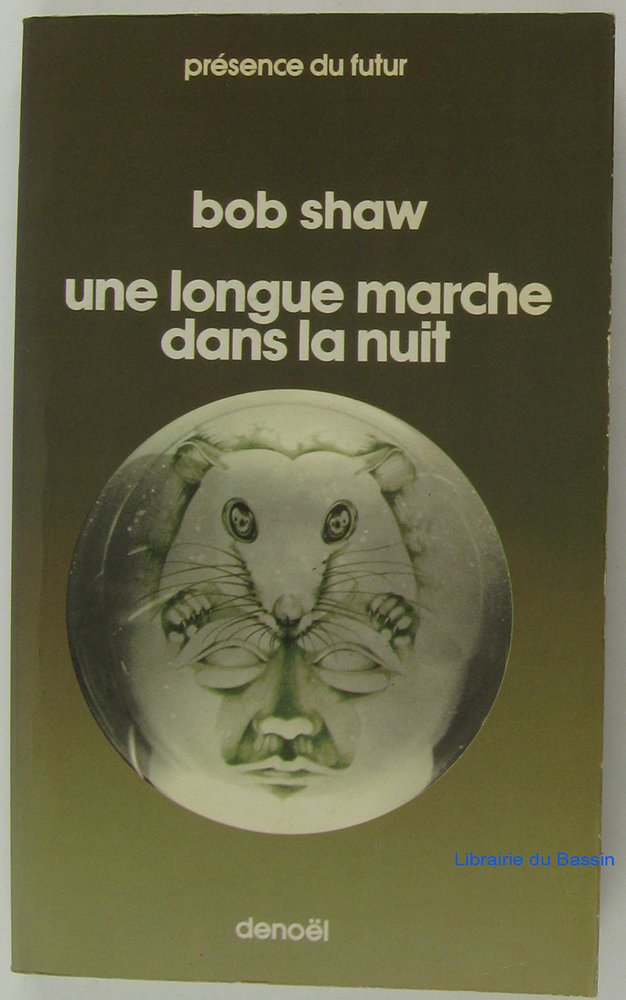 présence du futur
bob shaw
une longue marche
dans la nuit
Librairie du Bassin
denoël